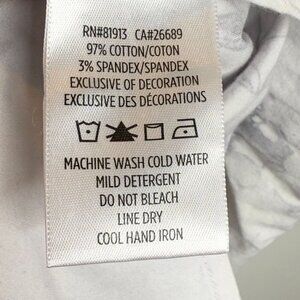 RN#81913 CA#26689
97% COTTON/COTON
3% SPANDEX/SPANDEX
EXCLUSIVE OF DECORATION
EXCLUSIVE DES DÉCORATIONS
MACHINE WASH COLD WATER
MILD DETERGENT
DO NOT BLEACH
LINE DRY
COOL HAND IRON